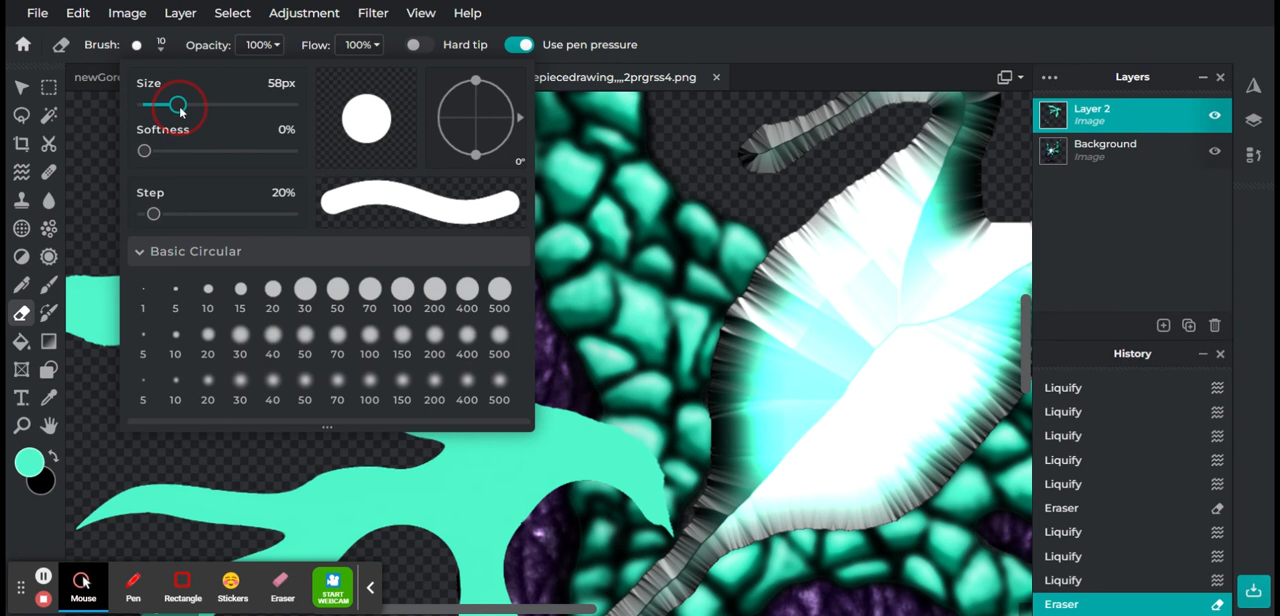 File Edit Image Layer Select Adjustment Filter View Help
Brush: 10 Opacity: 100% Flow: 100% Hard tip Use pen pressure
epiecedrawing,,,,2prgrss4.png
Size 58px
Softness 0%
Step 20%
0°
Basic Circular
1 5 10 15 20 30 50 70 100 200 400 500
5 10 20 30 40 50 70 100 150 200 400 500
5 10 20 30 40 50 70 100 150 200 400 500
Layers
Layer 2
Image
Background
Image
History
Liquify
Liquify
Liquify
Liquify
Liquify
Eraser
Liquify
Liquify
Liquify
Eraser
Mouse Pen Rectangle Stickers Eraser START
WEBCAM